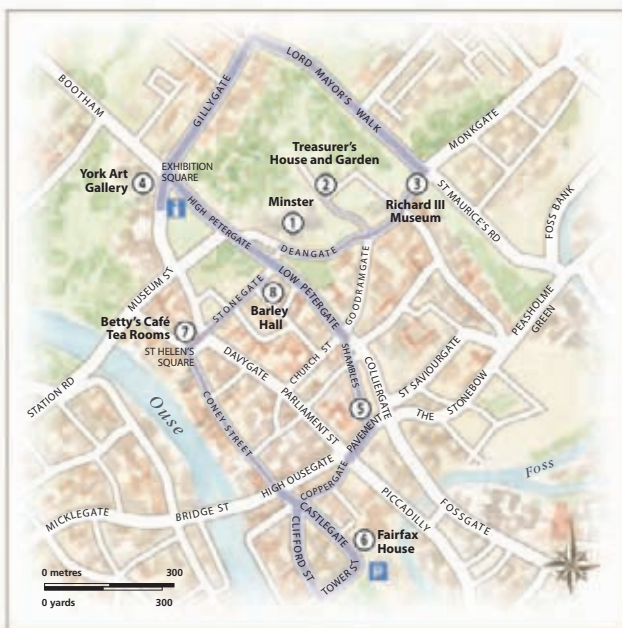 BOOTHAM
GILLYGATE
LORD MAYOR'S WALK
MONKGATE
Treasurer's
House and Garden
2
York Art
Gallery
4
EXHIBITION
SQUARE
3
Richard III
Museum
ST MAURICE'S RD
FOSS BANK
Minster
1
i
HIGH PETERGATE
DEANGATE
MUSEUM ST
STONEGATE
8
Barley
Hall
LOW PETERGATE
GOODRAMGATE
PEASHOLME
GREEN
Betty's Café
Tea Rooms
7
ST HELEN'S
SQUARE
DAVYGATE
CHURCH ST
SHAMBLES
COLLIERGATE
ST SAVIOURGATE
THE STONEBOW
STATION RD
Ouse
CONEY STREET
PARLIAMENT ST
5
PAVEMENT
HIGH OUSEGATE
COPPERGATE
Foss
MICKLEGATE
BRIDGE ST
PICCADILLY
FOSSGATE
CASTLEGATE
CLIFFORD ST
6
Fairfax
House
P
TOWER ST
0 metres 300
0 yards 300